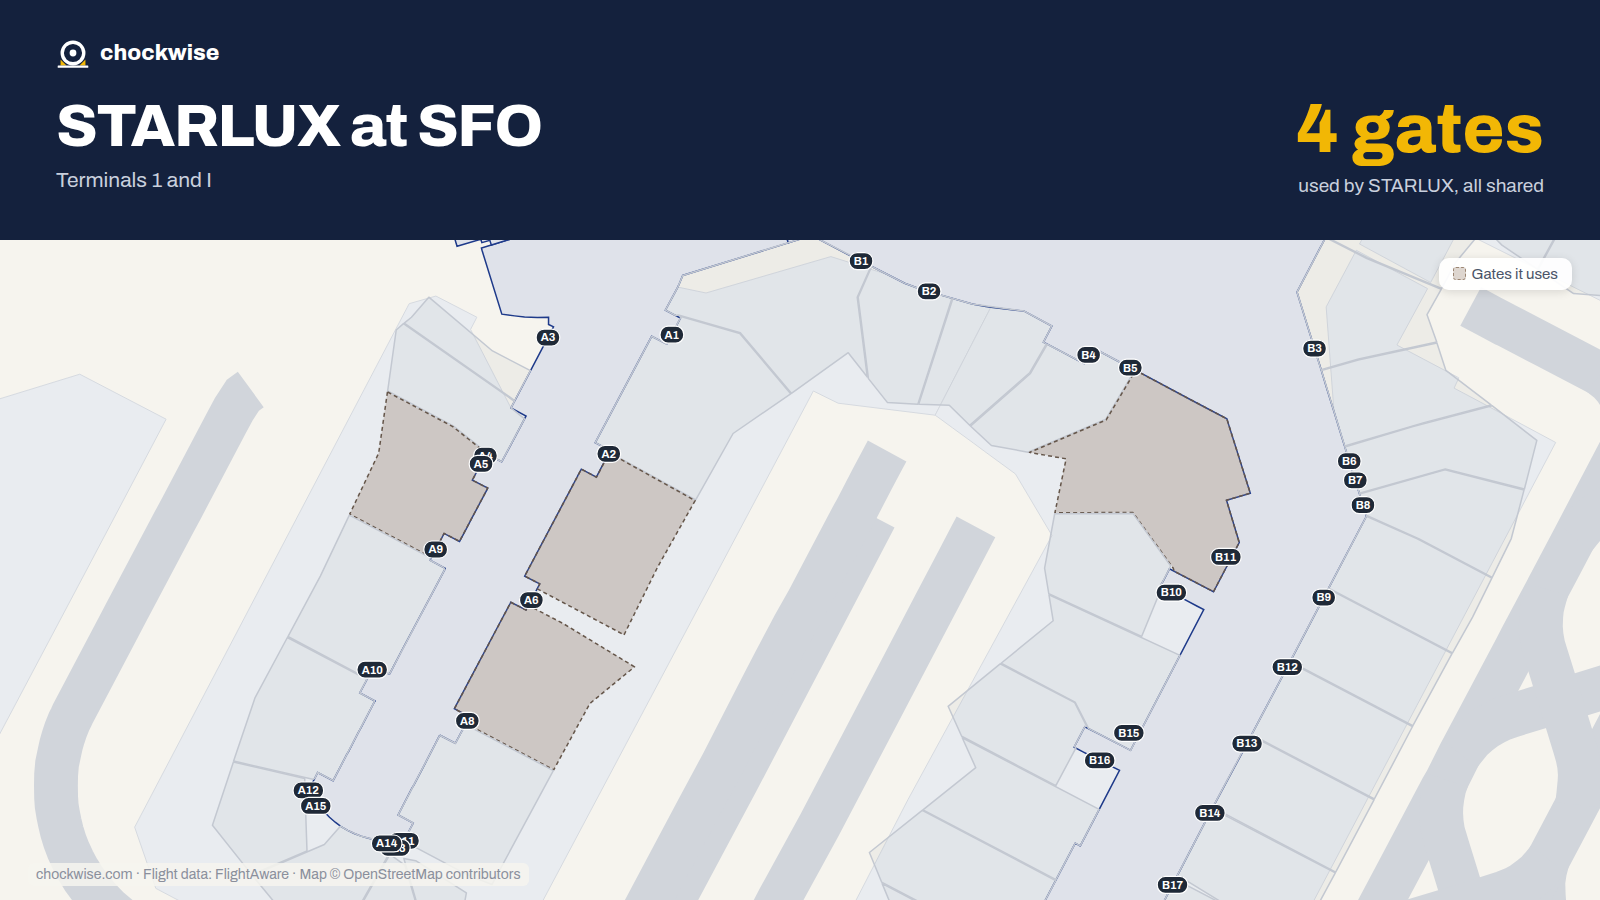 chockwise
STARLUX at SFO
Terminals 1 and I
4 gates
used by STARLUX, all shared
Gates it uses
B1
B2
A3
A1
B3
B4
B5
A2
A5
B6
B7
B8
A9
B11
A6
B10
B9
A10
B12
A8
B15
B13
B16
A12
A15
B14
A14
B17
chockwise.com · Flight data: FlightAware · Map © OpenStreetMap contributors